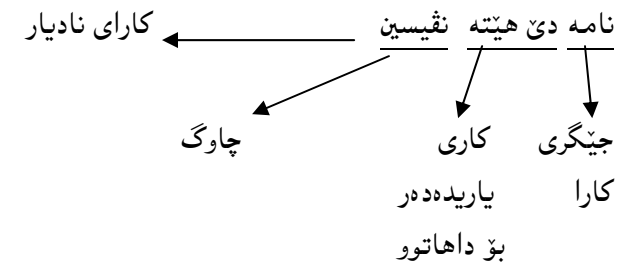 نامە دێ هێتە نڤیسین کارای نادیار
جێگری کاری چاوگ
کارا یاریدەدەر
بۆ داهاتوو